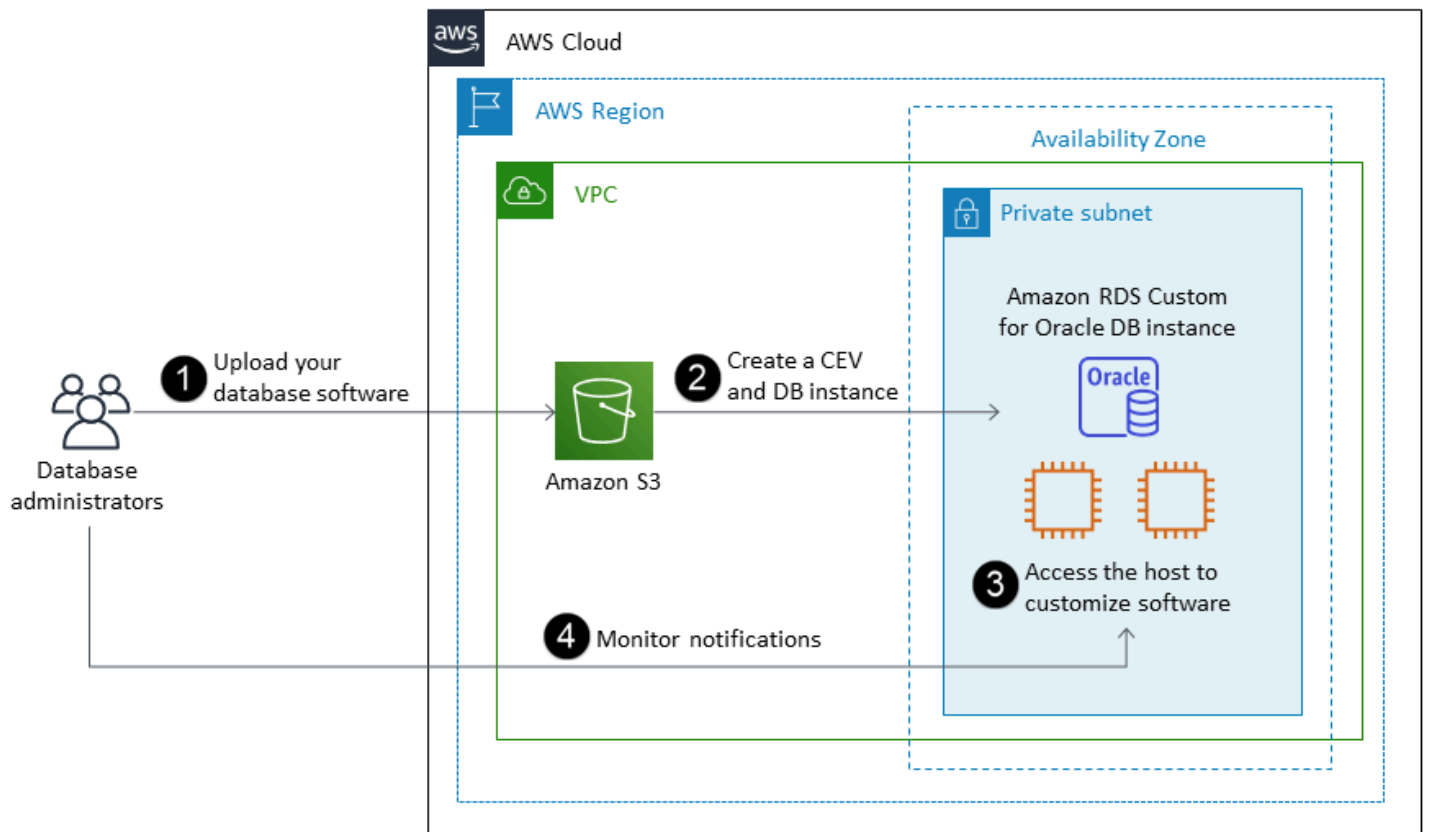 aws
AWS Cloud
AWS Region
Availability Zone
VPC
Private subnet
Amazon RDS Custom
for Oracle DB instance
Oracle
1
Upload your
database software
2
Create a CEV
and DB instance
Database
administrators
Amazon S3
3
Access the host to
customize software
4
Monitor notifications